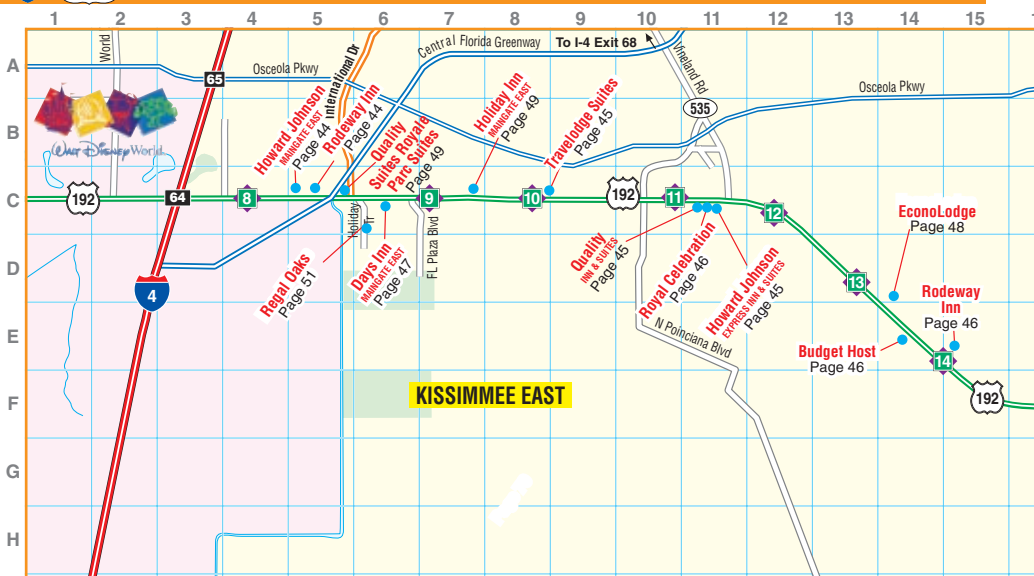 1 2 3 4 5 6 7 8 9 10 11 12 13 14 15
A
B
C
D
E
F
G
H
World
65
Osceola Pkwy
International Dr
Central Florida Greenway
To I-4 Exit 68
Vineland Rd
535
Osceola Pkwy
Walt Disney World
Howard Johnson
MAINGATE EAST
Page 44
Rodeway Inn
Page 44
Quality
Suites Royale
Parc Suites
Page 49
Holiday Inn
MAINGATE EAST
Page 49
Travelodge Suites
Page 45
192
64
8
9
10
192
11
12
Holiday
Tr
FL Plaza Blvd
Regal Oaks
Page 51
Days Inn
MAINGATE EAST
Page 47
Quality
INN & SUITES
Page 45
Royal Celebration
Page 46
Howard Johnson
EXPRESS INN & SUITES
Page 45
EconoLodge
Page 48
4
13
Rodeway
Inn
Page 46
N Poinciana Blvd
Budget Host
Page 46
14
192
KISSIMMEE EAST